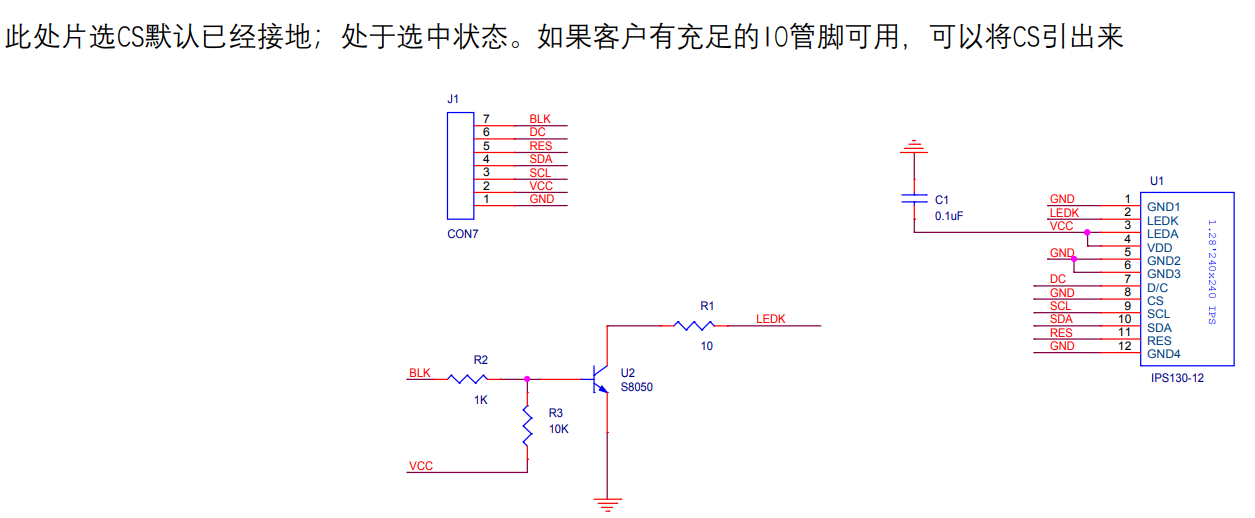 此处片选CS默认已经接地；处于选中状态。如果客户有充足的IO管脚可用，可以将CS引出来
J1
7 BLK
6 DC
5 RES
4 SDA
3 SCL
2 VCC
1 GND
CON7
C1
0.1uF
U1
GND 1 GND1
LEDK 2 LEDK
VCC 3 LEDA
4 VDD
GND 5 GND2
6 GND3
DC 7 D/C
GND 8 CS
SCL 9 SCL
SDA 10 SDA
RES 11 RES
GND 12 GND4
1.28'240x240 IPS
IPS130-12
R1
10
LEDK
BLK
R2
1K
U2
S8050
R3
10K
VCC